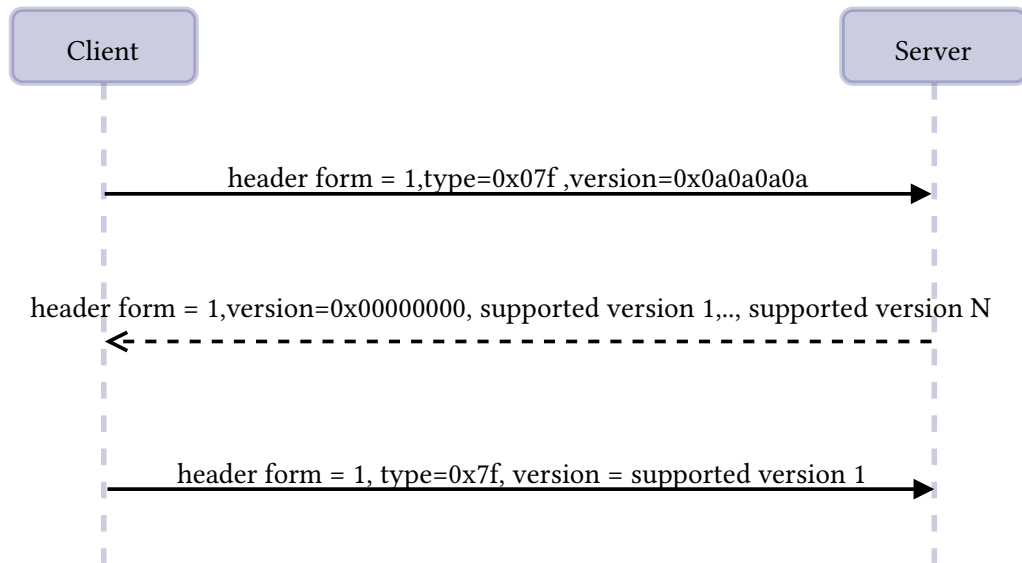 Client
Server
header form = 1,type=0x07f ,version=0x0a0a0a0a
header form = 1,version=0x00000000, supported version 1,.., supported version N
header form = 1, type=0x7f, version = supported version 1